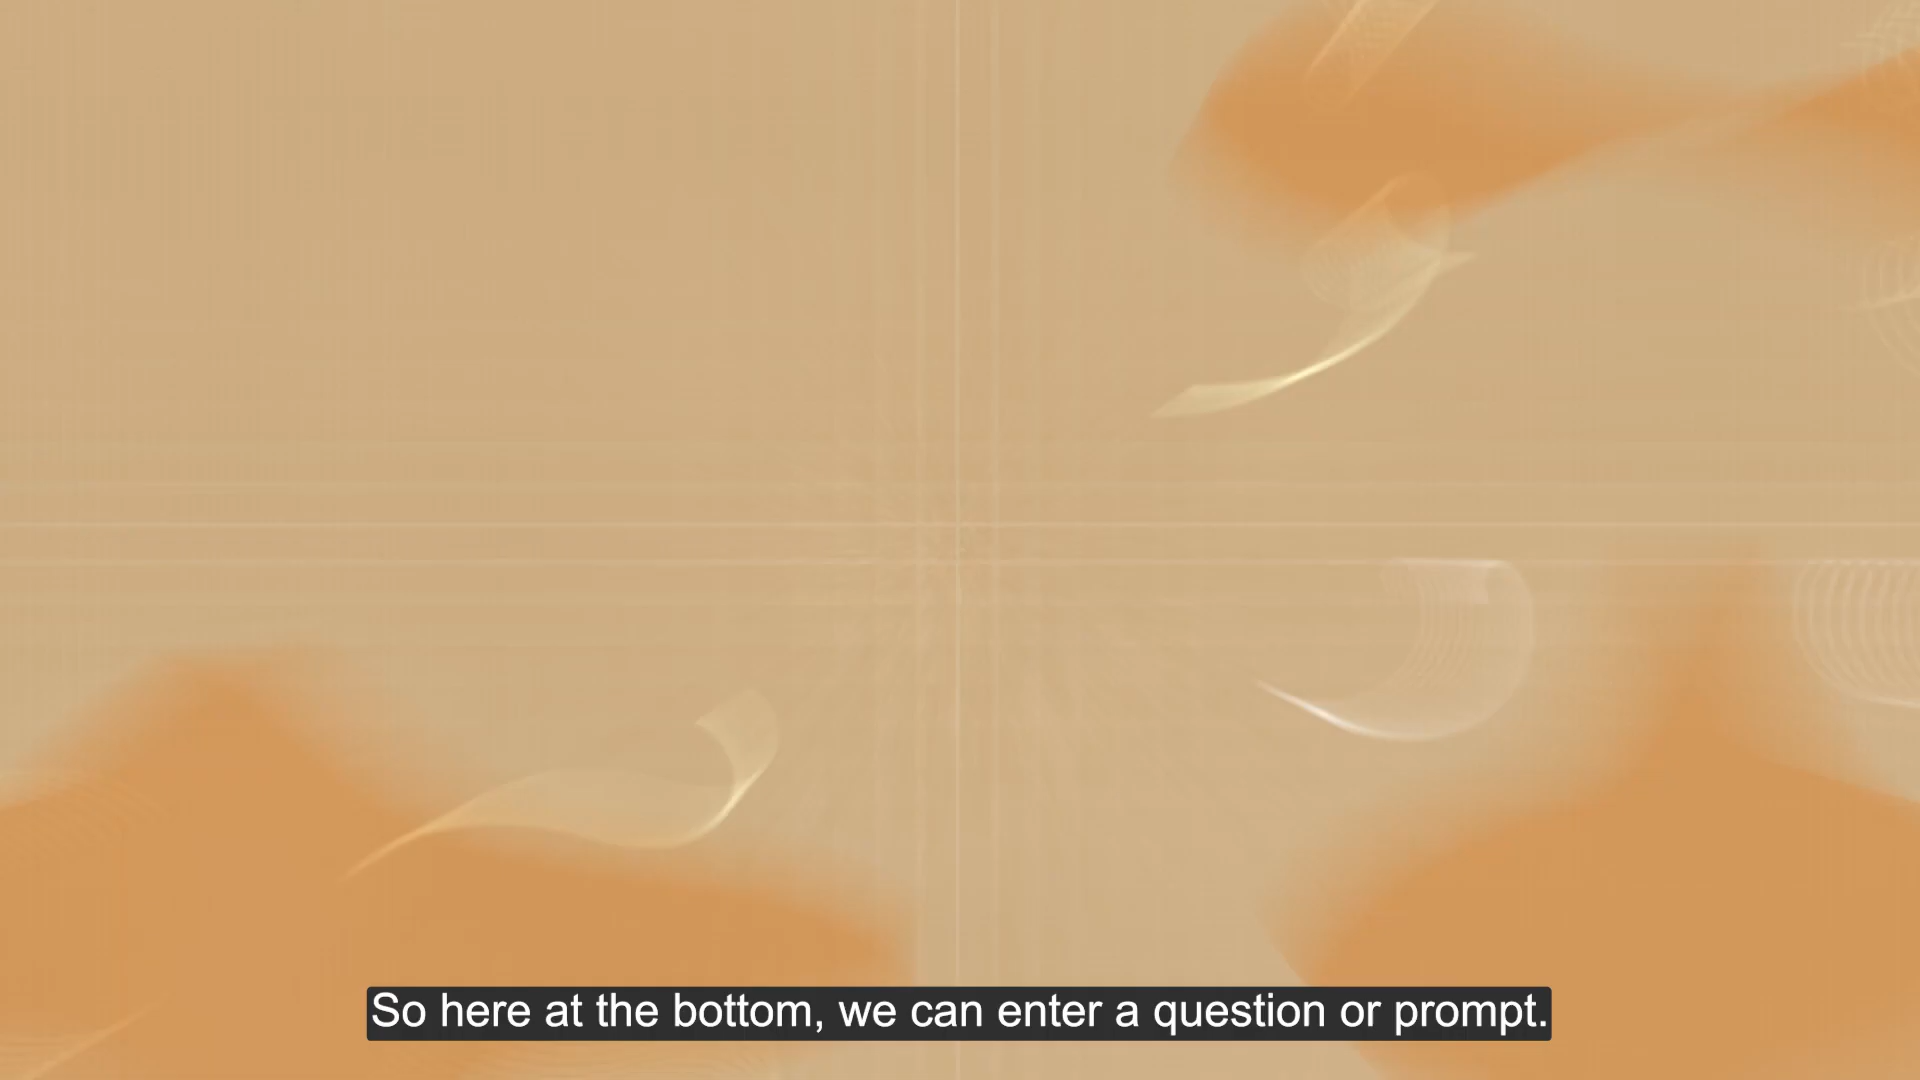 So here at the bottom, we can enter a question or prompt.